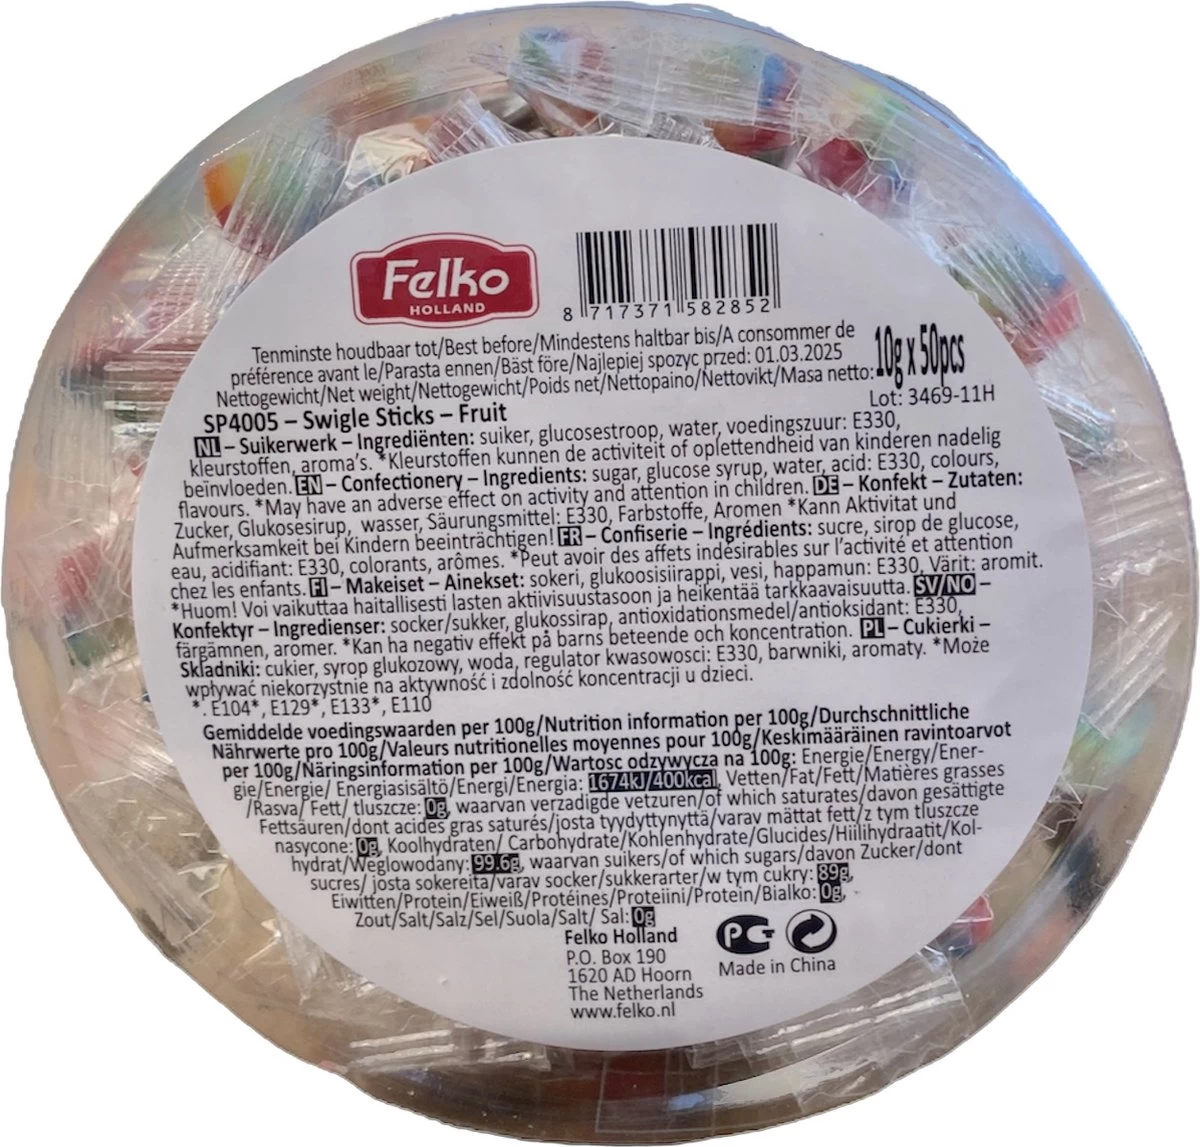 Felko
HOLLAND
8 717371 582852
Tenminste houdbaar tot/Best before/Mindestens haltbar bis/A consommer de
préférence avant le/Parasta ennen/Bäst före/Najlepiej spozyc przed: 01.03.2025
Nettogewicht/Net weight/Nettogewicht/Poids net/Nettopaino/Nettovikt/Masa netto:
10g x 50pcs
Lot: 3469-11H
SP4005 – Swigle Sticks – Fruit
NL – Suikerwerk – Ingrediënten: suiker, glucosestroop, water, voedingszuur: E330,
kleurstoffen, aroma's. *Kleurstoffen kunnen de activiteit of oplettendheid van kinderen nadelig
beïnvloeden. EN – Confectionery – Ingredients: sugar, glucose syrup, water, acid: E330, colours,
flavours. *May have an adverse effect on activity and attention in children. DE – Konfekt – Zutaten:
Zucker, Glukosesirup, wasser, Säurungsmittel: E330, Farbstoffe, Aromen *Kann Aktivitat und
Aufmerksamkeit bei Kindern beeinträchtigen! FR – Confiserie – Ingrédients: sucre, sirop de glucose,
eau, acidifiant: E330, colorants, arômes. *Peut avoir des affets indésirables sur l'activité et attention
chez les enfants. FI – Makeiset – Ainekset: sokeri, glukoosisiirappi, vesi, happamun: E330, Värit: aromit.
*Huom! Voi vaikuttaa haitallisesti lasten aktiivisuustasoon ja heikentää tarkkaavaisuutta. SV/NO –
Konfektyr – Ingredienser: socker/sukker, glukossirap, antioxidationsmedel/antioksidant: E330,
färgämnen, aromer. *Kan ha negativ effekt på barns beteende och koncentration. PL – Cukierki –
Składniki: cukier, syrop glukozowy, woda, regulator kwasowosci: E330, barwniki, aromaty. *Może
wpływać niekorzystnie na aktywność i zdolność koncentracji u dzieci.
*. E104*, E129*, E133*, E110
Gemiddelde voedingswaarden per 100g/Nutrition information per 100g/Durchschnittliche
Nährwerte pro 100g/Valeurs nutritionelles moyennes pour 100g/Keskimääräinen ravintoarvot
per 100g/Näringsinformation per 100g/Wartosc odzywycza na 100g: Energie/Energy/Ener-
gie/Energie/ Energiasisältö/Energi/Energia: 1674kJ/400kcal, Vetten/Fat/Fett/Matières grasses
/Rasva/ Fett/ tluszcze: 0g, waarvan verzadigde vetzuren/of which saturates/davon gesättigte
Fettsäuren/dont acides gras saturés/josta tyydyttynyttä/varav mättat fett/z tym tluszcze
nasycone: 0g, Koolhydraten/ Carbohydrate/Kohlenhydrate/Glucides/Hiilihydraatit/Kol-
hydrat/Weglowodany: 99.6g, waarvan suikers/of which sugars/davon Zucker/dont
sucres/ josta sokereita/varav socker/sukkerarter/w tym cukry: 89g,
Eiwitten/Protein/Eiweiß/Protéines/Proteiini/Protein/Bialko: 0g,
Zout/Salt/Salz/Sel/Suola/Salt/ Sal: 0g
Felko Holland
P.O. Box 190
1620 AD Hoorn
The Netherlands
www.felko.nl
Made in China